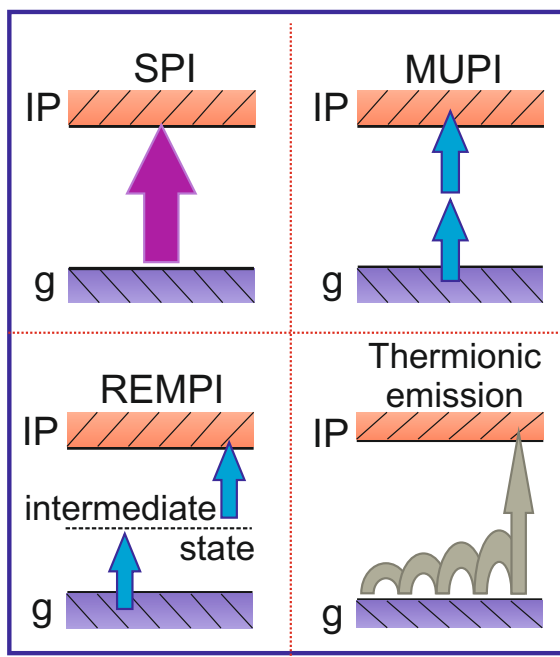 SPI
IP
g
MUPI
IP
g
REMPI
IP
intermediate
state
g
Thermionic
emission
IP
g